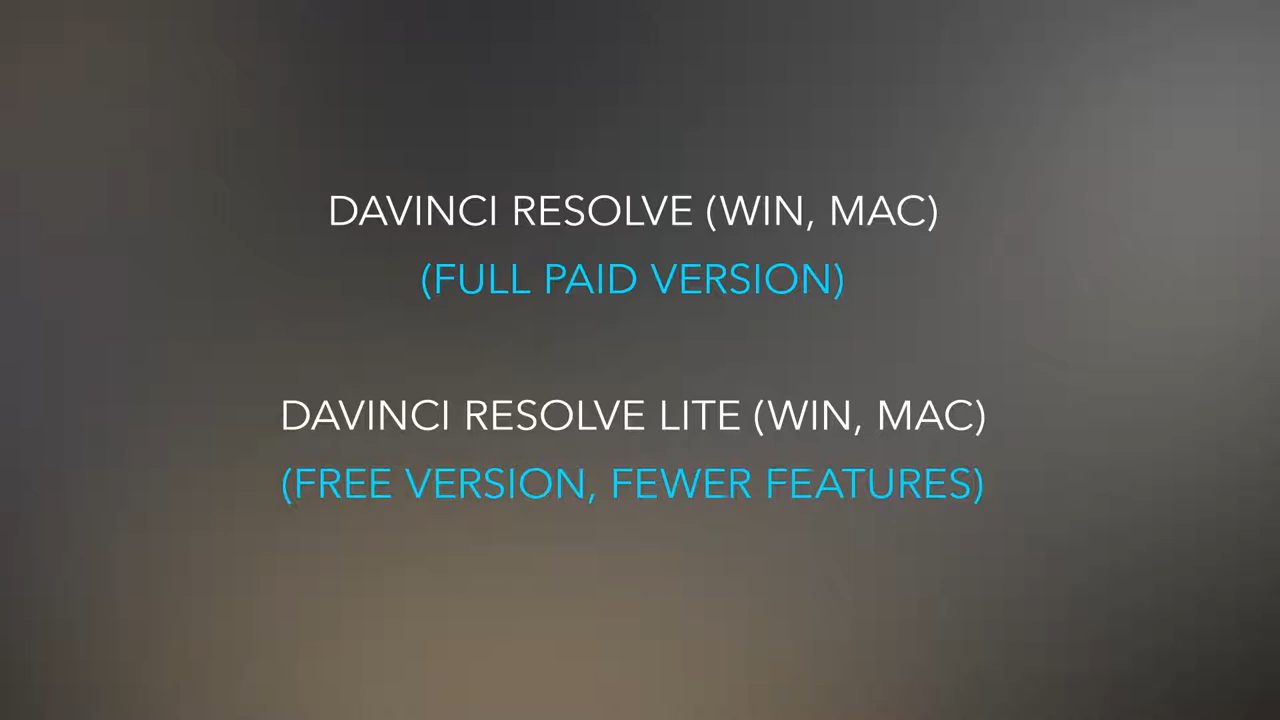 DAVINCI RESOLVE (WIN, MAC)
(FULL PAID VERSION)
DAVINCI RESOLVE LITE (WIN, MAC)
(FREE VERSION, FEWER FEATURES)